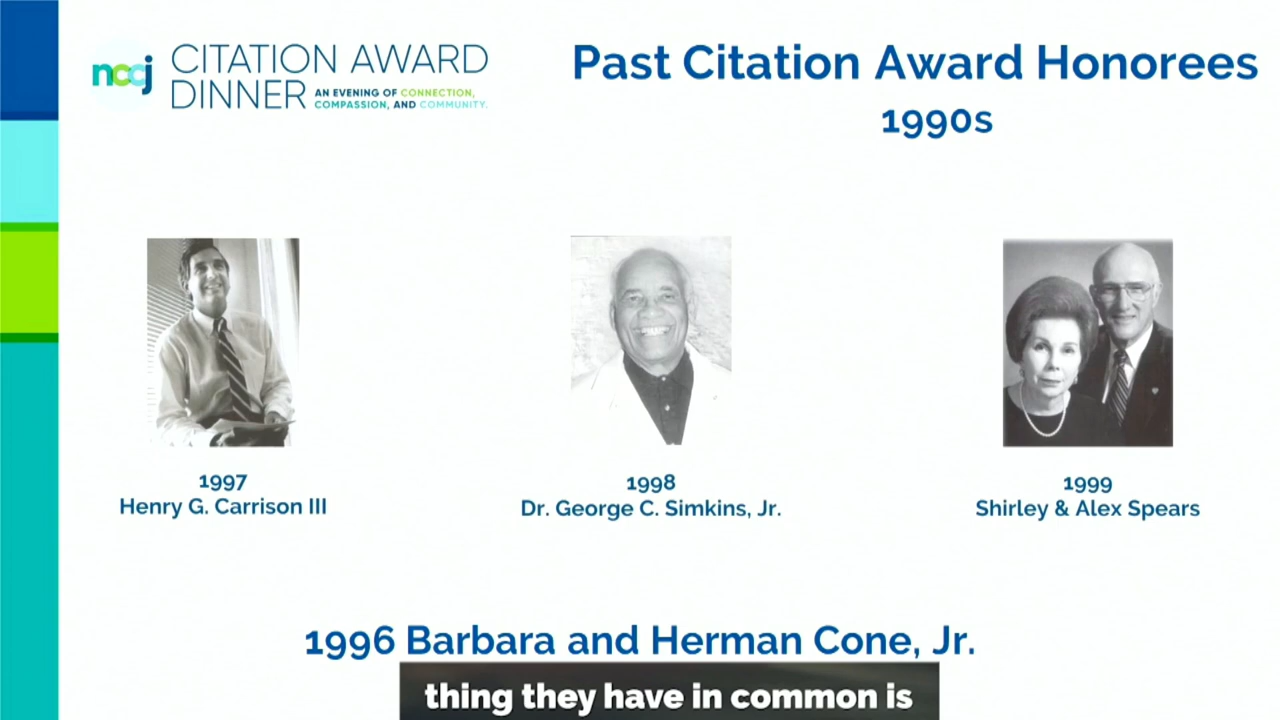 nccj
CITATION AWARD
DINNER
AN EVENING OF CONNECTION,
COMPASSION, AND COMMUNITY.
Past Citation Award Honorees
1990s
1997
Henry G. Carrison III
1998
Dr. George C. Simkins, Jr.
1999
Shirley & Alex Spears
1996 Barbara and Herman Cone, Jr.
thing they have in common is